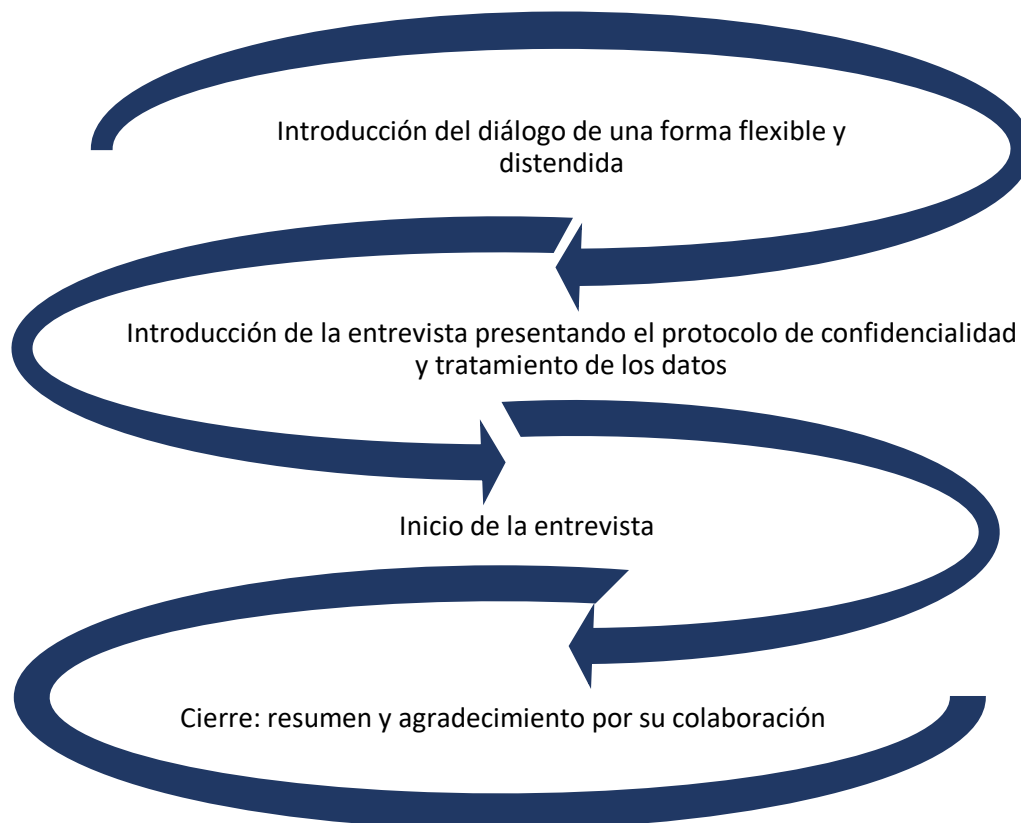 Introducción del diálogo de una forma flexible y
distendida
Introducción de la entrevista presentando el protocolo de confidencialidad
y tratamiento de los datos
Inicio de la entrevista
Cierre: resumen y agradecimiento por su colaboración